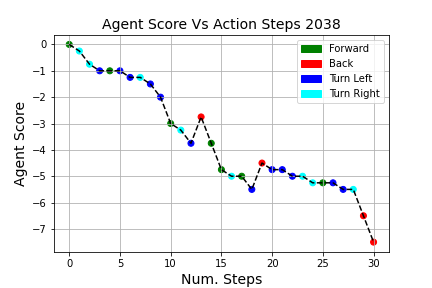 Agent Score Vs Action Steps 2038
Forward
Back
Turn Left
Turn Right
Agent Score
0
−1
−2
−3
−4
−5
−6
−7
0 5 10 15 20 25 30
Num. Steps